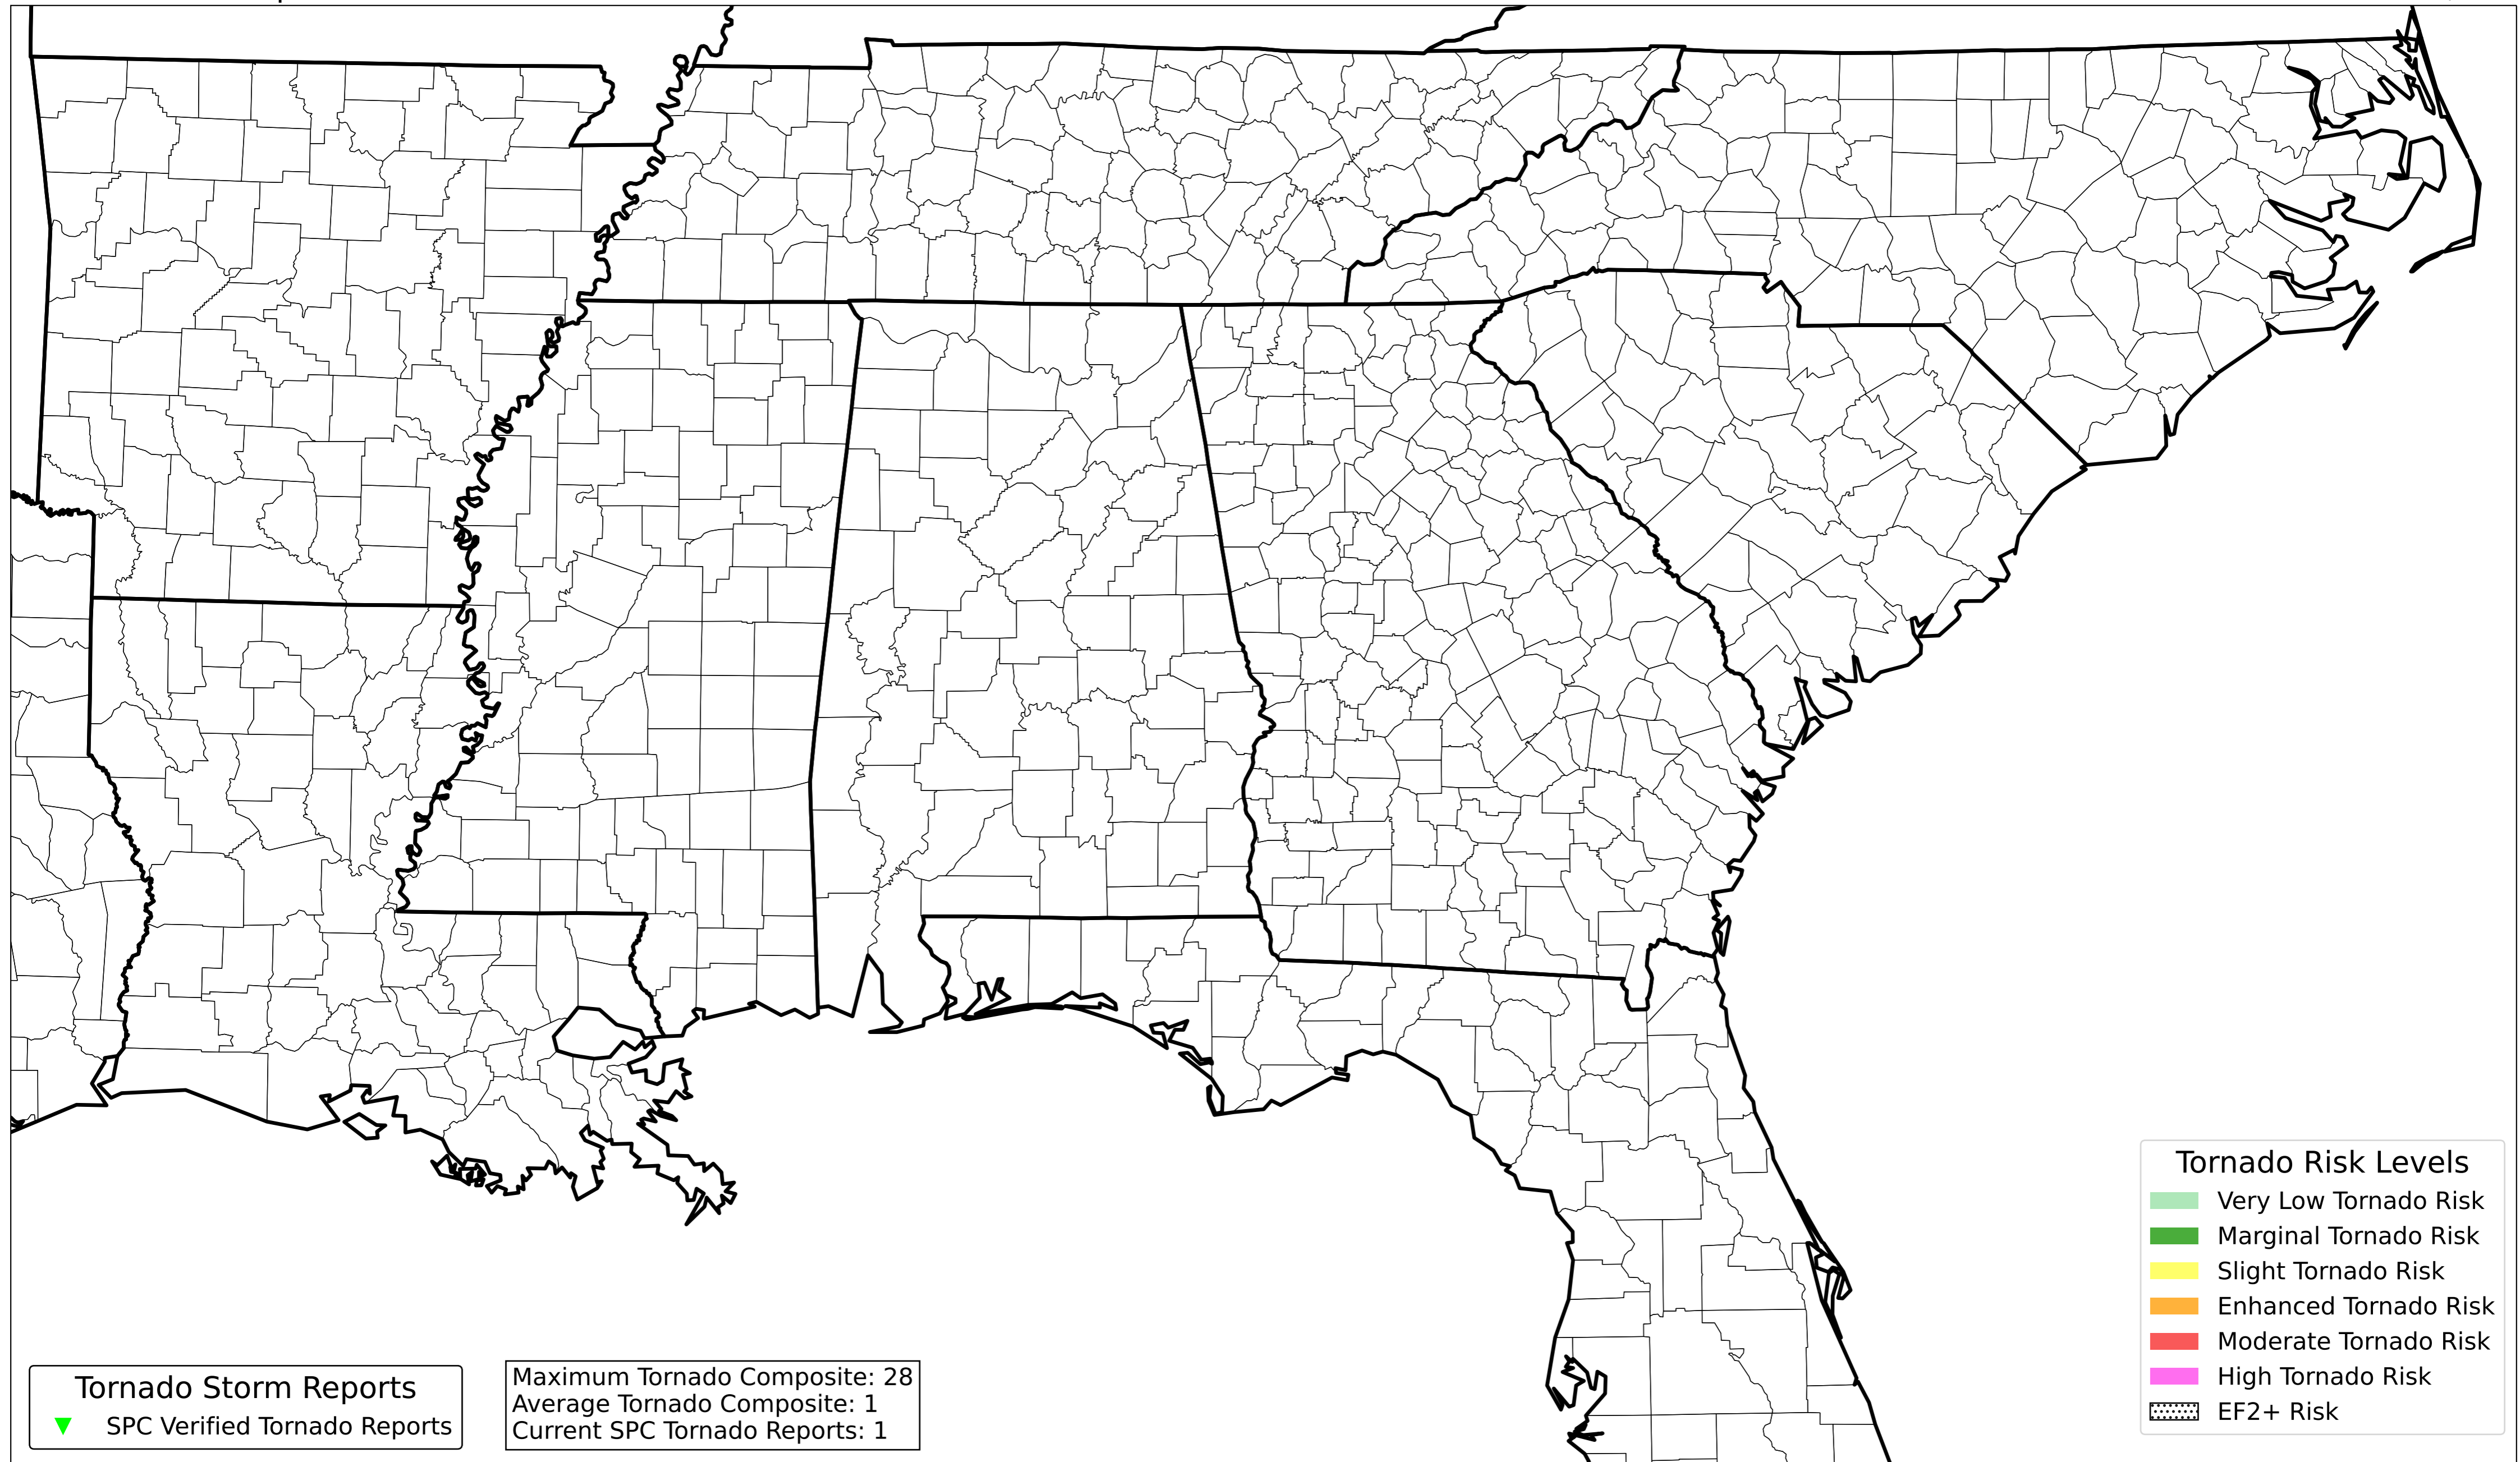 Tornado Storm Reports
SPC Verified Tornado Reports
Maximum Tornado Composite: 28
Average Tornado Composite: 1
Current SPC Tornado Reports: 1
Tornado Risk Levels
Very Low Tornado Risk
Marginal Tornado Risk
Slight Tornado Risk
Enhanced Tornado Risk
Moderate Tornado Risk
High Tornado Risk
EF2+ Risk